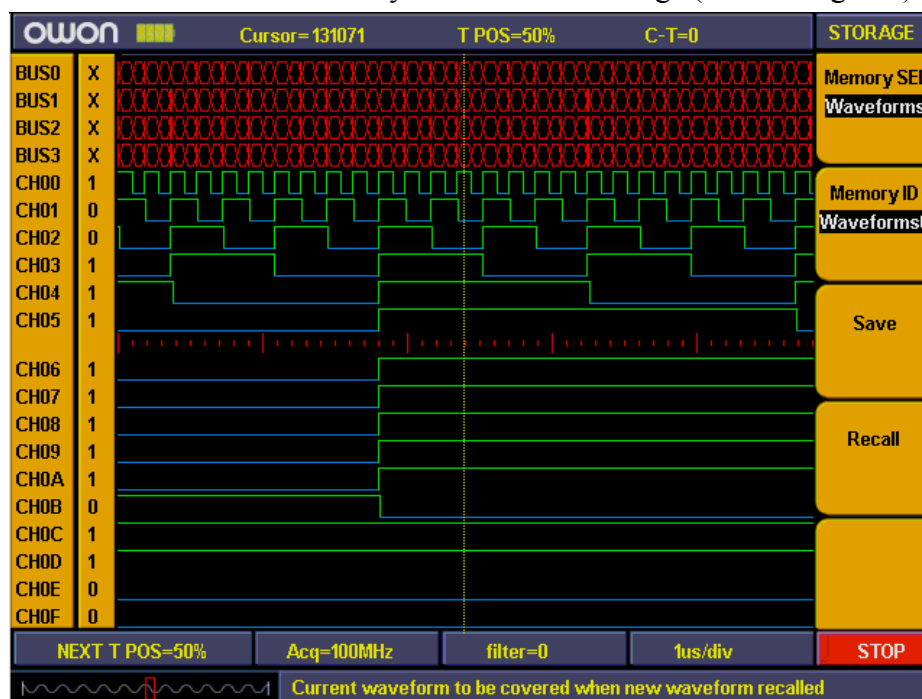 owon Cursor=131071 T POS=50% C-T=0 STORAGE
BUS0 X
BUS1 X
BUS2 X
BUS3 X
CH00 1
CH01 0
CH02 0
CH03 1
CH04 1
CH05 1
CH06 1
CH07 1
CH08 1
CH09 1
CH0A 1
CH0B 0
CH0C 1
CH0D 1
CH0E 0
CH0F 0
Memory SEl
Waveforms
Memory ID
Waveforms
Save
Recall
NEXT T POS=50% Acq=100MHz filter=0 1us/div STOP
Current waveform to be covered when new waveform recalled